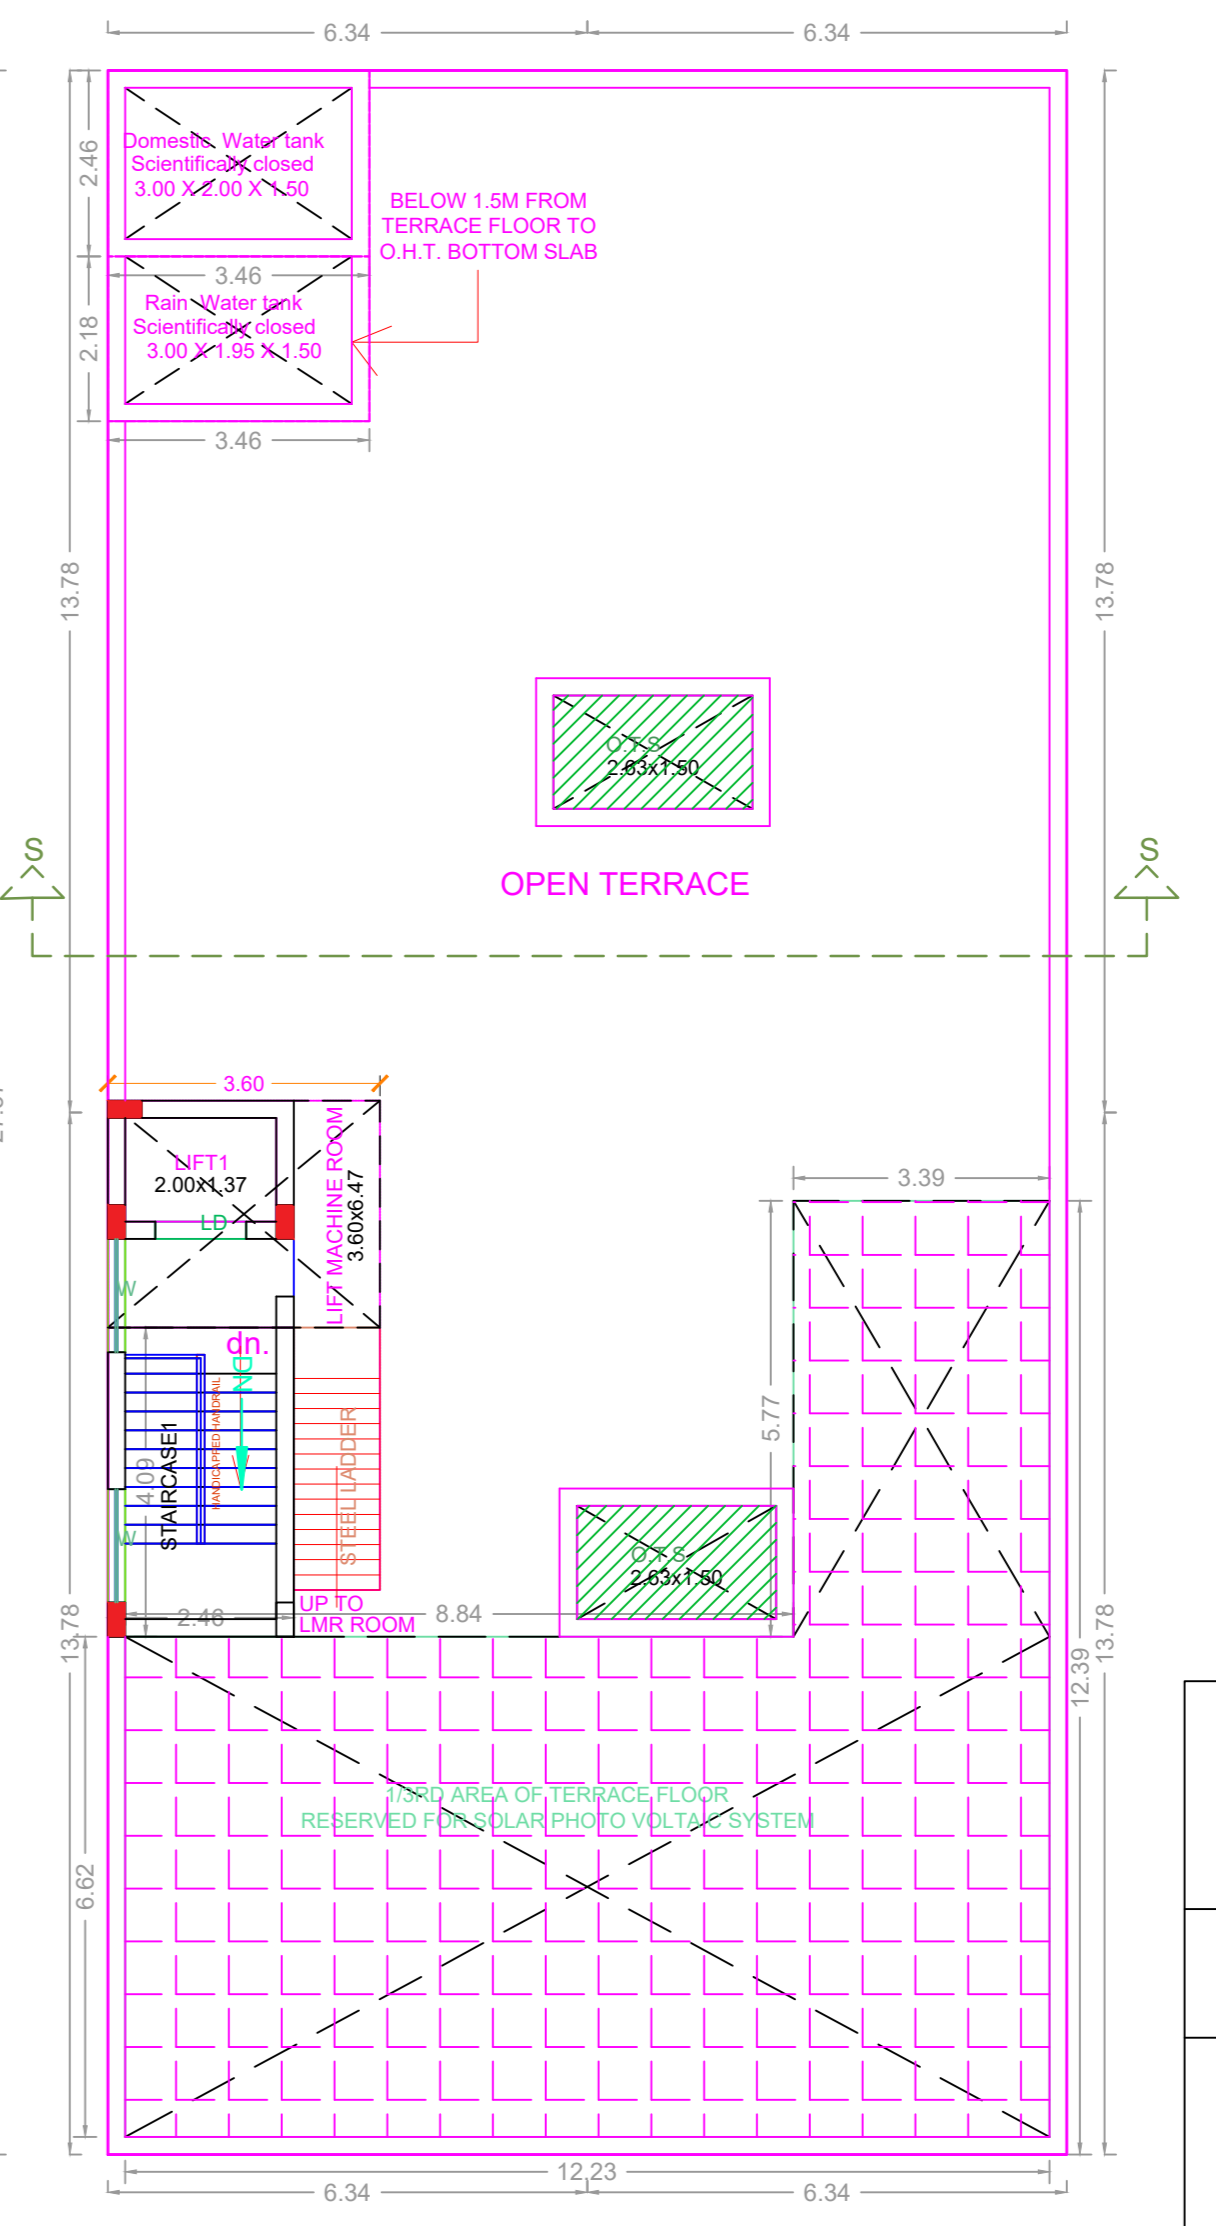 6.34
6.34
2.46
Domestic Water tank
Scientifically closed
3.00 X 2.00 X 1.50
BELOW 1.5M FROM
TERRACE FLOOR TO
O.H.T. BOTTOM SLAB
3.46
2.18
Rain Water tank
Scientifically closed
3.00 X 1.95 X 1.50
3.46
13.78
13.78
O.T.S
2.63x1.50
S
S
OPEN TERRACE
3.60
LIFT1
2.00x1.37
LD
LIFT MACHINE ROOM
3.60x6.47
3.39
W
dn.
DN
HANDICAPPED HANDRAIL
STAIRCASE1
4.09
STEEL LADDER
5.77
W
O.T.S
2.63x1.50
2.46
UP TO
LMR ROOM
8.84
13.78
12.39
13.78
1/3RD AREA OF TERRACE FLOOR
RESERVED FOR SOLAR PHOTO VOLTAIC SYSTEM
6.62
12.23
6.34
6.34